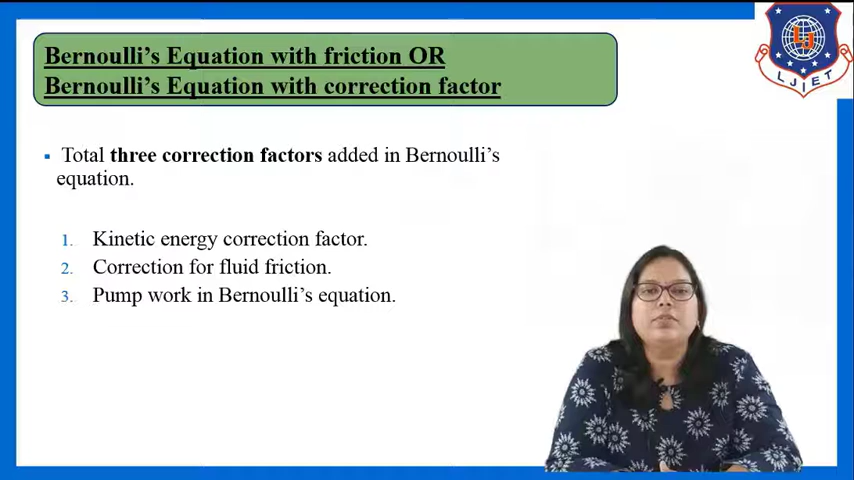 Bernoulli's Equation with friction OR
Bernoulli's Equation with correction factor
LJ
LJIET
▪ Total three correction factors added in Bernoulli's
equation.
1. Kinetic energy correction factor.
2. Correction for fluid friction.
3. Pump work in Bernoulli's equation.